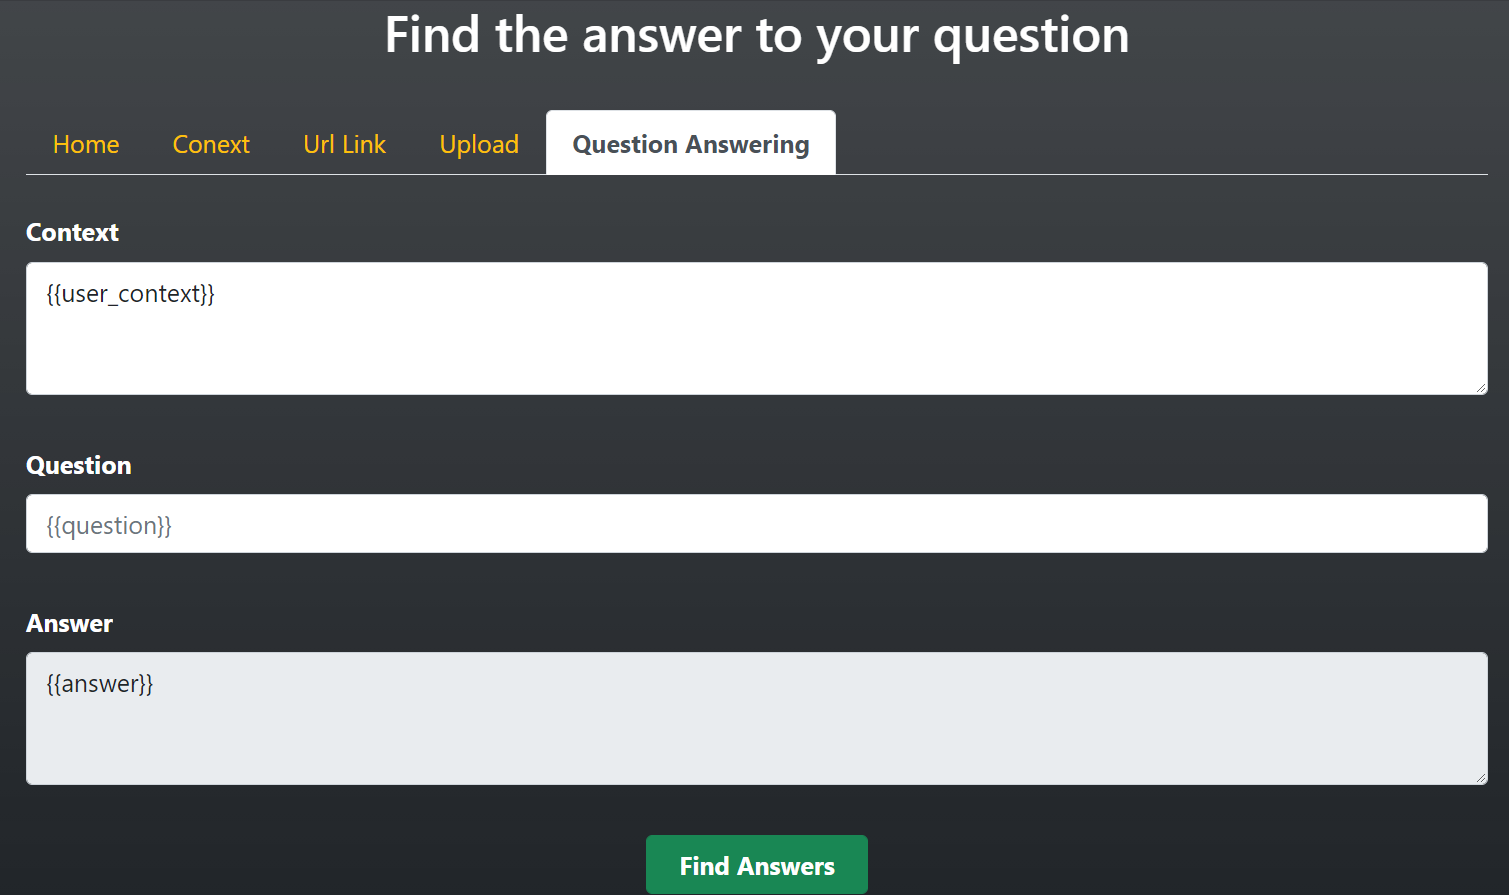 Find the answer to your question
Home Conext Url Link Upload Question Answering
Context
{{user_context}}
Question
{{question}}
Answer
{{answer}}
Find Answers